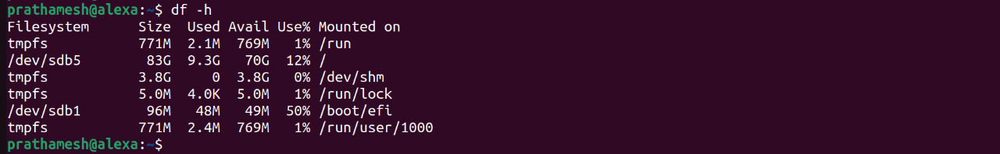 prathamesh@alexa:~$ df -h
Filesystem      Size  Used Avail Use% Mounted on
tmpfs           771M  2.1M  769M   1% /run
/dev/sdb5        83G  9.3G   70G  12% /
tmpfs           3.8G     0  3.8G   0% /dev/shm
tmpfs           5.0M  4.0K  5.0M   1% /run/lock
/dev/sdb1        96M   48M   49M  50% /boot/efi
tmpfs           771M  2.4M  769M   1% /run/user/1000
prathamesh@alexa:~$